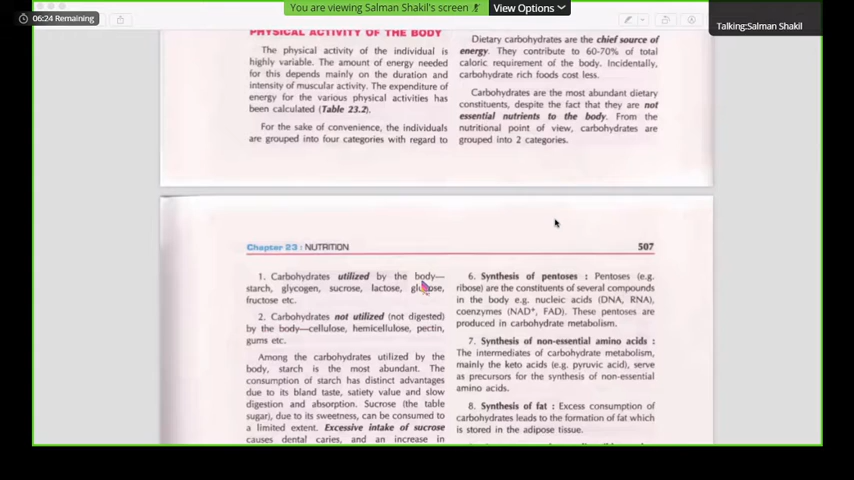 06:24 Remaining
You are viewing Salman Shakil's screen
View Options
Talking:Salman Shakil
PHYSICAL ACTIVITY OF THE BODY
The physical activity of the individual is
highly variable. The amount of energy needed
for this depends mainly on the duration and
intensity of muscular activity. The expenditure of
energy for the various physical activities has
been calculated (Table 23.2).
For the sake of convenience, the individuals
are grouped into four categories with regard to
Dietary carbohydrates are the chief source of
energy. They contribute to 60-70% of total
caloric requirement of the body. Incidentally,
carbohydrate rich foods cost less.
Carbohydrates are the most abundant dietary
constituents, despite the fact that they are not
essential nutrients to the body. From the
nutritional point of view, carbohydrates are
grouped into 2 categories.
Chapter 23 : NUTRITION 507
1. Carbohydrates utilized by the body—
starch, glycogen, sucrose, lactose, glucose,
fructose etc.
2. Carbohydrates not utilized (not digested)
by the body—cellulose, hemicellulose, pectin,
gums etc.
Among the carbohydrates utilized by the
body, starch is the most abundant. The
consumption of starch has distinct advantages
due to its bland taste, satiety value and slow
digestion and absorption. Sucrose (the table
sugar), due to its sweetness, can be consumed to
a limited extent. Excessive intake of sucrose
causes dental caries, and an increase in
6. Synthesis of pentoses : Pentoses (e.g.
ribose) are the constituents of several compounds
in the body e.g. nucleic acids (DNA, RNA),
coenzymes (NAD⁺, FAD). These pentoses are
produced in carbohydrate metabolism.
7. Synthesis of non-essential amino acids :
The intermediates of carbohydrate metabolism,
mainly the keto acids (e.g. pyruvic acid), serve
as precursors for the synthesis of non-essential
amino acids.
8. Synthesis of fat : Excess consumption of
carbohydrates leads to the formation of fat which
is stored in the adipose tissue.